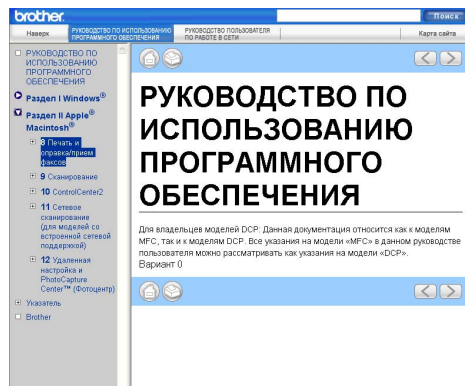 brother.
Поиск
Наверх
РУКОВОДСТВО ПО ИСПОЛЬЗОВАНИЮ
ПРОГРАММНОГО ОБЕСПЕЧЕНИЯ
РУКОВОДСТВО ПОЛЬЗОВАТЕЛЯ
ПО РАБОТЕ В СЕТИ
Карта сайта
РУКОВОДСТВО ПО
ИСПОЛЬЗОВАНИЮ
ПРОГРАММНОГО
ОБЕСПЕЧЕНИЯ
Раздел I Windows®
Раздел II Apple®
Macintosh®
8 Печать и
оправка/прием
факсов
9 Сканирование
10 ControlCenter2
11 Сетевое
сканирование
(для моделей со
встроенной сетевой
поддержкой)
12 Удаленная
настройка и
PhotoCapture
Center™ (Фотоцентр)
Указатель
Brother
РУКОВОДСТВО ПО
ИСПОЛЬЗОВАНИЮ
ПРОГРАММНОГО
ОБЕСПЕЧЕНИЯ
Для владельцев моделей DCP: Данная документация относится как к моделям
MFC, так и к моделям DCP. Все указания на модели «MFC» в данном руководстве
пользователя можно рассматривать как указания на модели «DCP».
Вариант 0